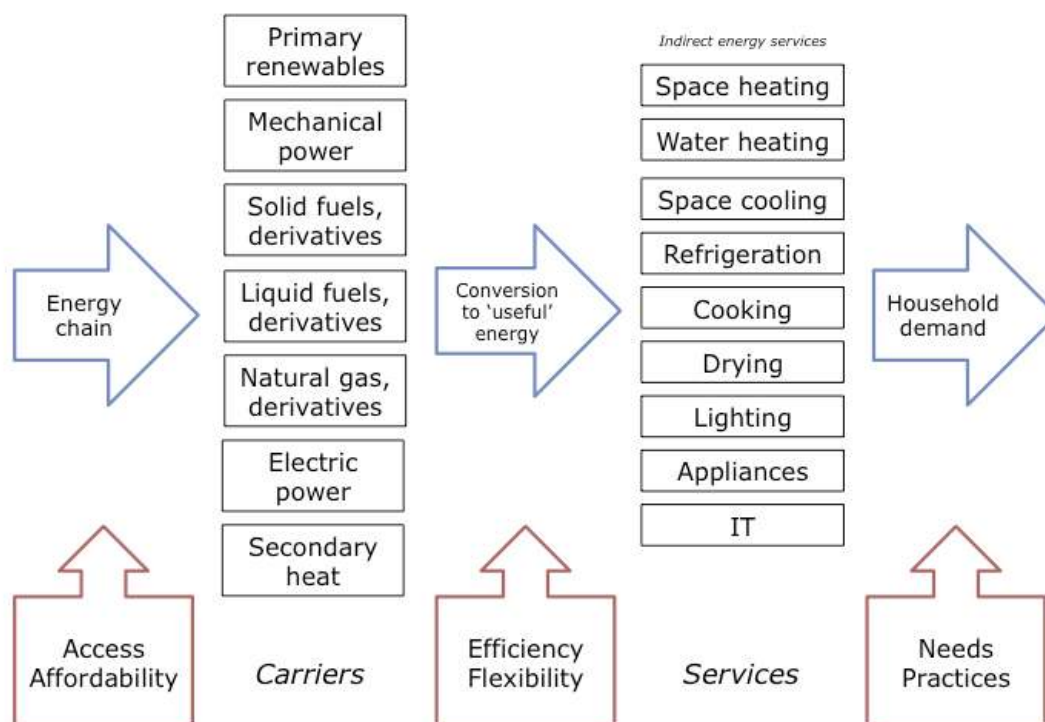 Energy
chain
Access
Affordability
Primary
renewables
Mechanical
power
Solid fuels,
derivatives
Liquid fuels,
derivatives
Natural gas,
derivatives
Electric
power
Secondary
heat
Carriers
Conversion
to ‘useful’
energy
Efficiency
Flexibility
Indirect energy services
Space heating
Water heating
Space cooling
Refrigeration
Cooking
Drying
Lighting
Appliances
IT
Services
Household
demand
Needs
Practices